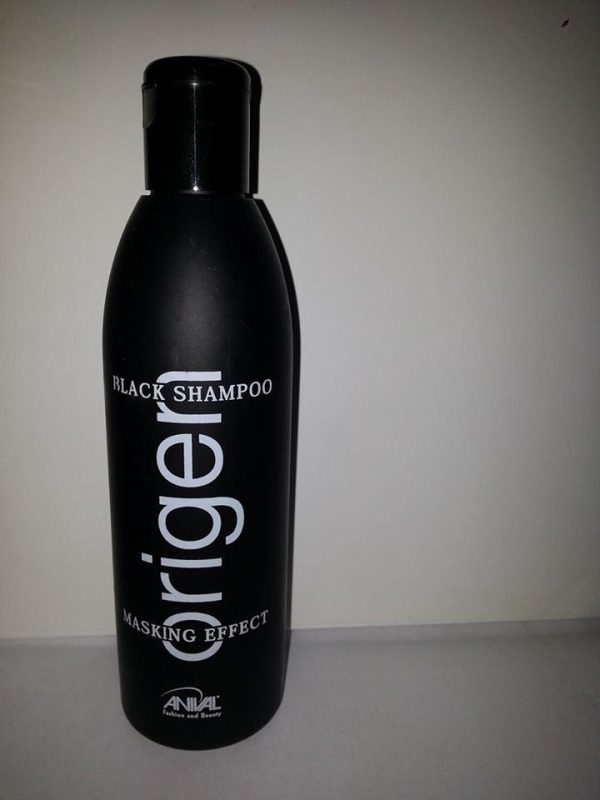 BLACK SHAMPOO
origen
MASKING EFFECT
ANIVAL
Fashion and Beauty